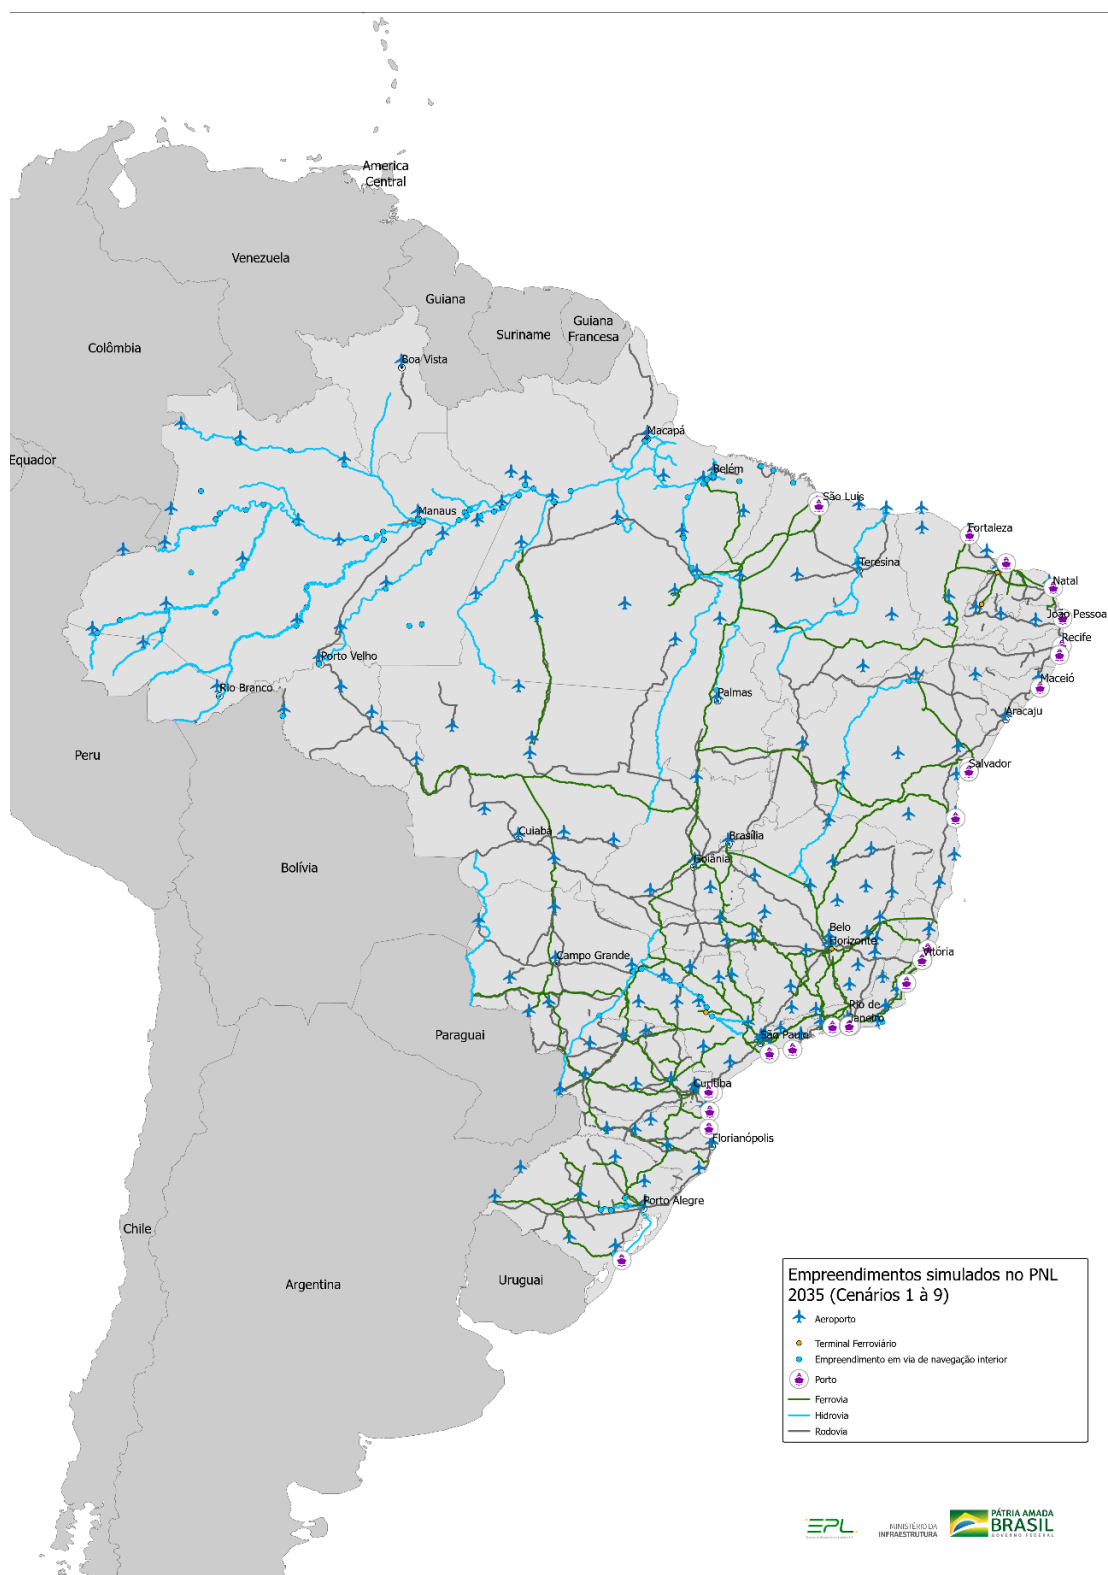 America
Central
Venezuela
Guiana
Suriname
Guiana
Francesa
Colômbia
Boa Vista
Equador
Macapá
Belém
São Luis
Manaus
Fortaleza
Teresina
Natal
João Pessoa
Recife
Porto Velho
Maceió
Rio Branco
Palmas
Aracaju
Peru
Salvador
Cuiabá
Brasília
Goiânia
Bolívia
Belo
Horizonte
Vitória
Campo Grande
Rio de
Janeiro
Paraguai
São Paulo
Curitiba
Florianópolis
Porto Alegre
Chile
Argentina
Uruguai
Empreendimentos simulados no PNL
2035 (Cenários 1 à 9)
Aeroporto
Terminal Ferroviário
Empreendimento em via de navegação interior
Porto
Ferrovia
Hidrovia
Rodovia
EPL
MINISTÉRIO DA
INFRAESTRUTURA
PÁTRIA AMADA
BRASIL
GOVERNO FEDERAL